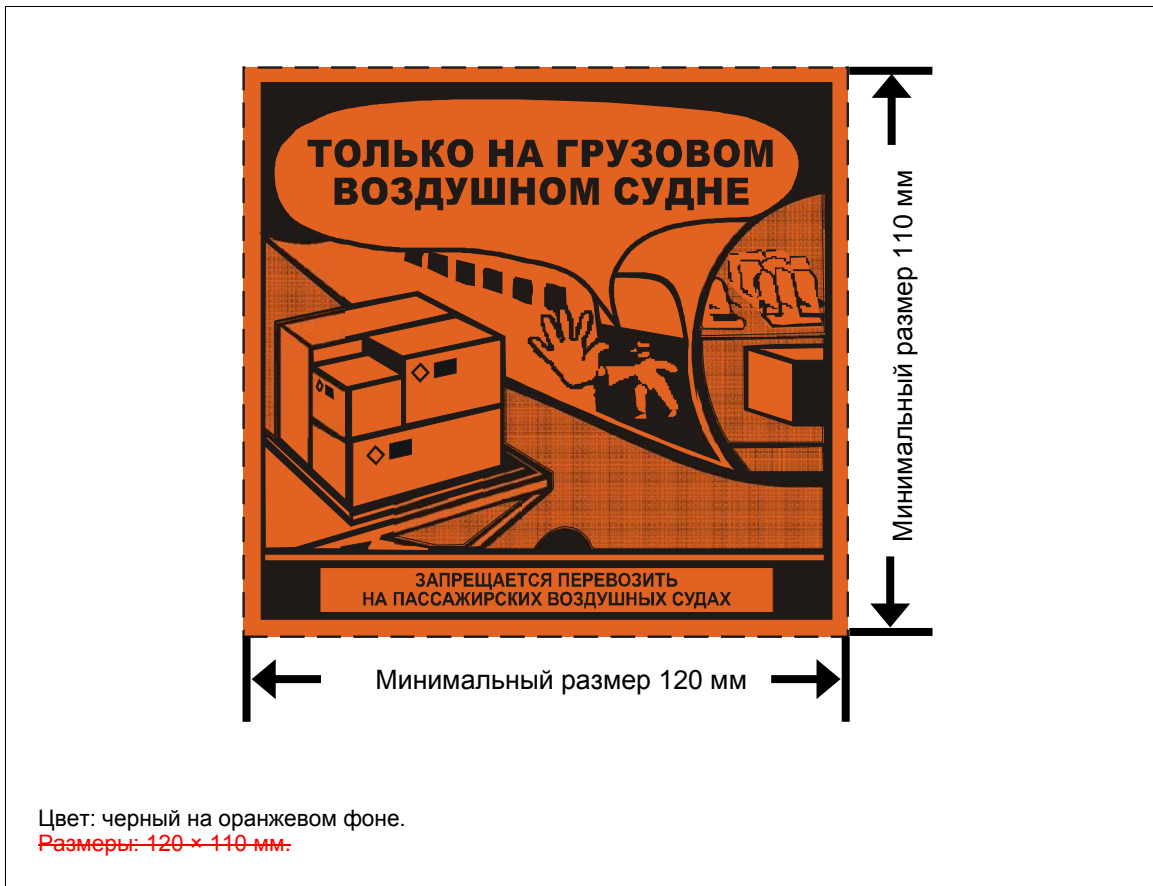 ТОЛЬКО НА ГРУЗОВОМ
ВОЗДУШНОМ СУДНЕ
Минимальный размер 110 мм
ЗАПРЕЩАЕТСЯ ПЕРЕВОЗИТЬ
НА ПАССАЖИРСКИХ ВОЗДУШНЫХ СУДАХ
Минимальный размер 120 мм
Цвет: черный на оранжевом фоне.
Размеры: 120 × 110 мм.